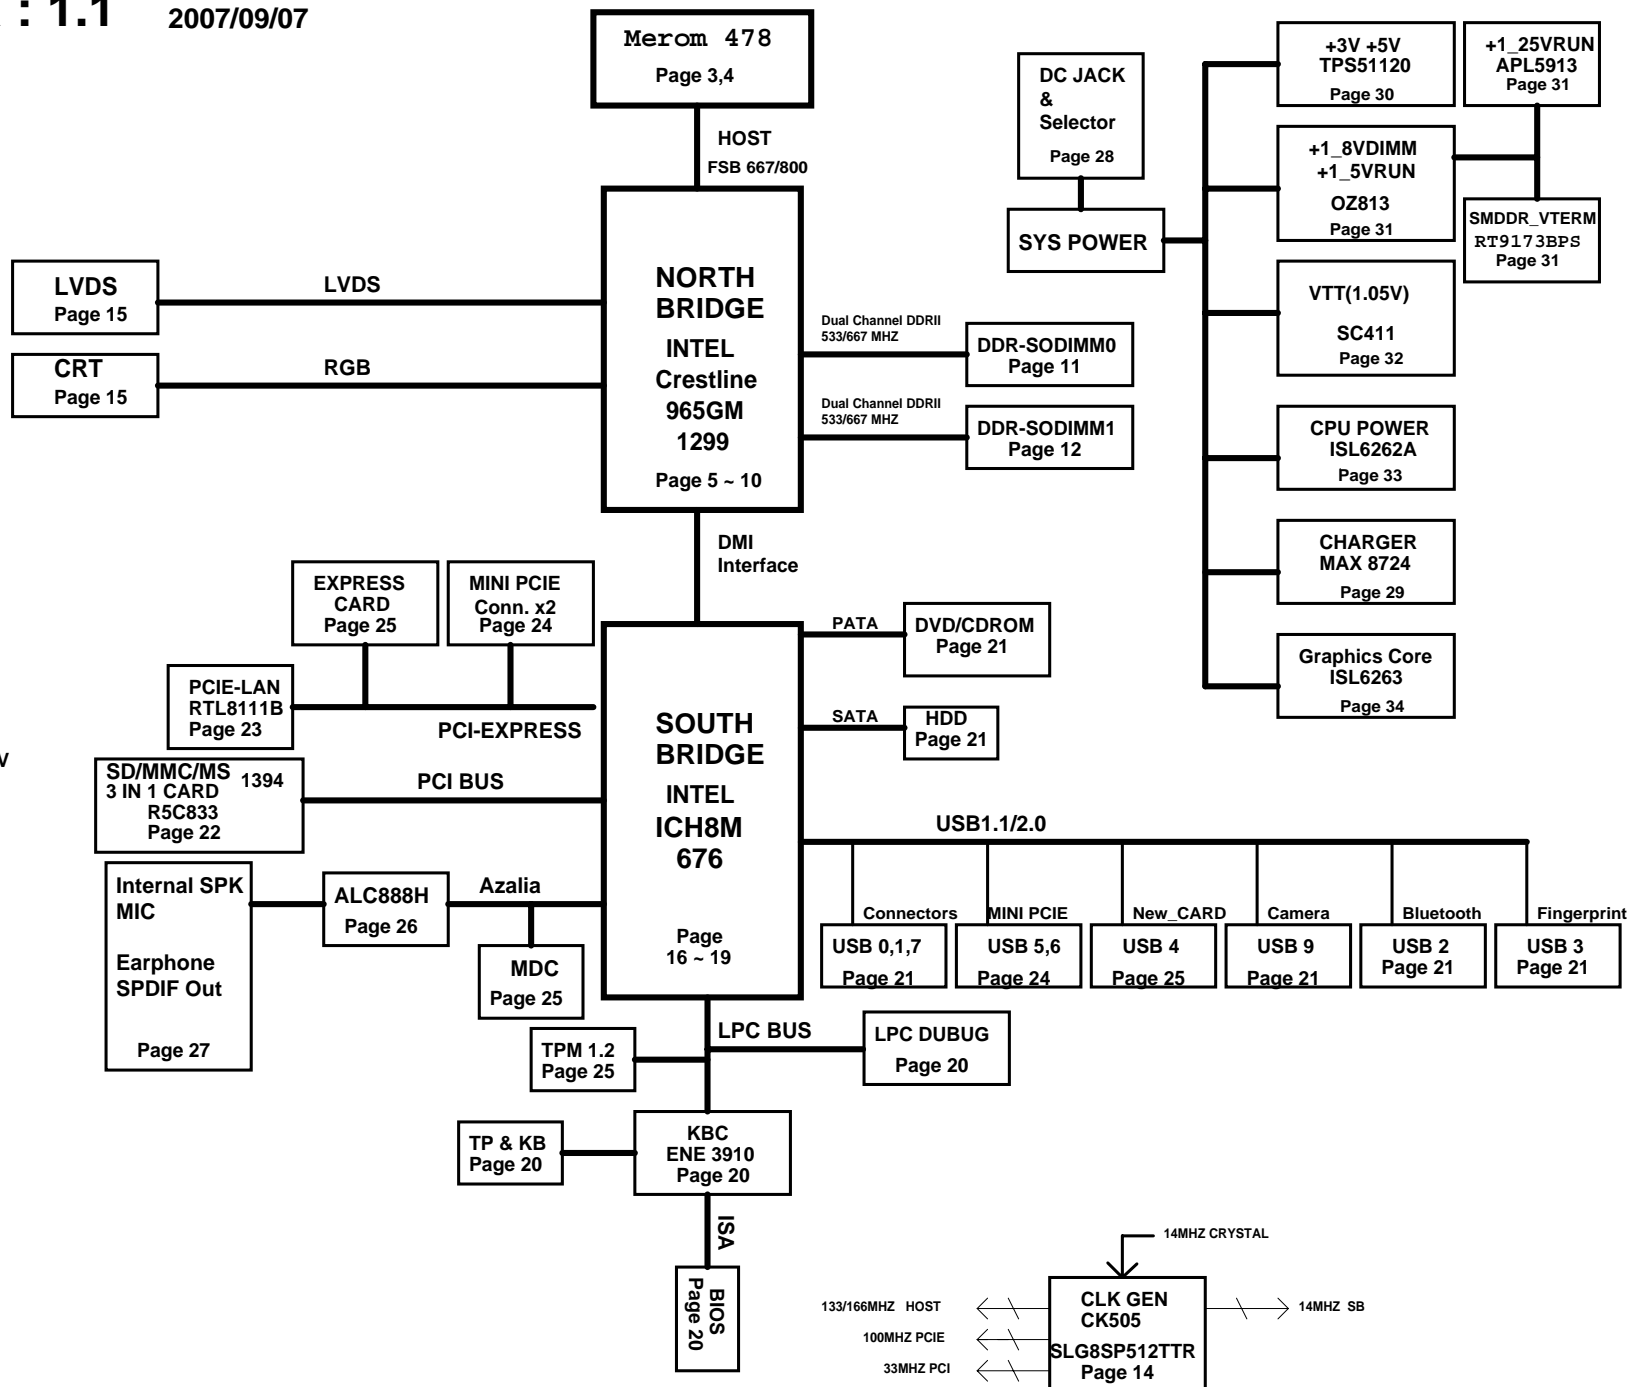 : 1.1
2007/09/07
Merom 478
Page 3,4
HOST
FSB 667/800
NORTH
BRIDGE
INTEL
Crestline
965GM
1299
Page 5 ~ 10
LVDS
Page 15
LVDS
CRT
Page 15
RGB
Dual Channel DDRII
533/667 MHZ
DDR-SODIMM0
Page 11
Dual Channel DDRII
533/667 MHZ
DDR-SODIMM1
Page 12
DC JACK
&
Selector
Page 28
SYS POWER
+3V +5V
TPS51120
Page 30
+1_25VRUN
APL5913
Page 31
+1_8VDIMM
+1_5VRUN
OZ813
Page 31
SMDDR_VTERM
RT9173BPS
Page 31
VTT(1.05V)
SC411
Page 32
CPU POWER
ISL6262A
Page 33
CHARGER
MAX 8724
Page 29
Graphics Core
ISL6263
Page 34
DMI
Interface
EXPRESS
CARD
Page 25
MINI PCIE
Conn. x2
Page 24
PCIE-LAN
RTL8111B
Page 23
PCI-EXPRESS
V
SD/MMC/MS 1394
3 IN 1 CARD
R5C833
Page 22
PCI BUS
SOUTH
BRIDGE
INTEL
ICH8M
676
Page
16 ~ 19
PATA
DVD/CDROM
Page 21
SATA
HDD
Page 21
USB1.1/2.0
Connectors
USB 0,1,7
Page 21
MINI PCIE
USB 5,6
Page 24
New_CARD
USB 4
Page 25
Camera
USB 9
Page 21
Bluetooth
USB 2
Page 21
Fingerprint
USB 3
Page 21
Internal SPK
MIC
Earphone
SPDIF Out
Page 27
ALC888H
Page 26
Azalia
MDC
Page 25
LPC BUS
LPC DUBUG
Page 20
TPM 1.2
Page 25
TP & KB
Page 20
KBC
ENE 3910
Page 20
ISA
BIOS
Page 20
14MHZ CRYSTAL
CLK GEN
CK505
SLG8SP512TTR
Page 14
133/166MHZ HOST
100MHZ PCIE
33MHZ PCI
14MHZ SB